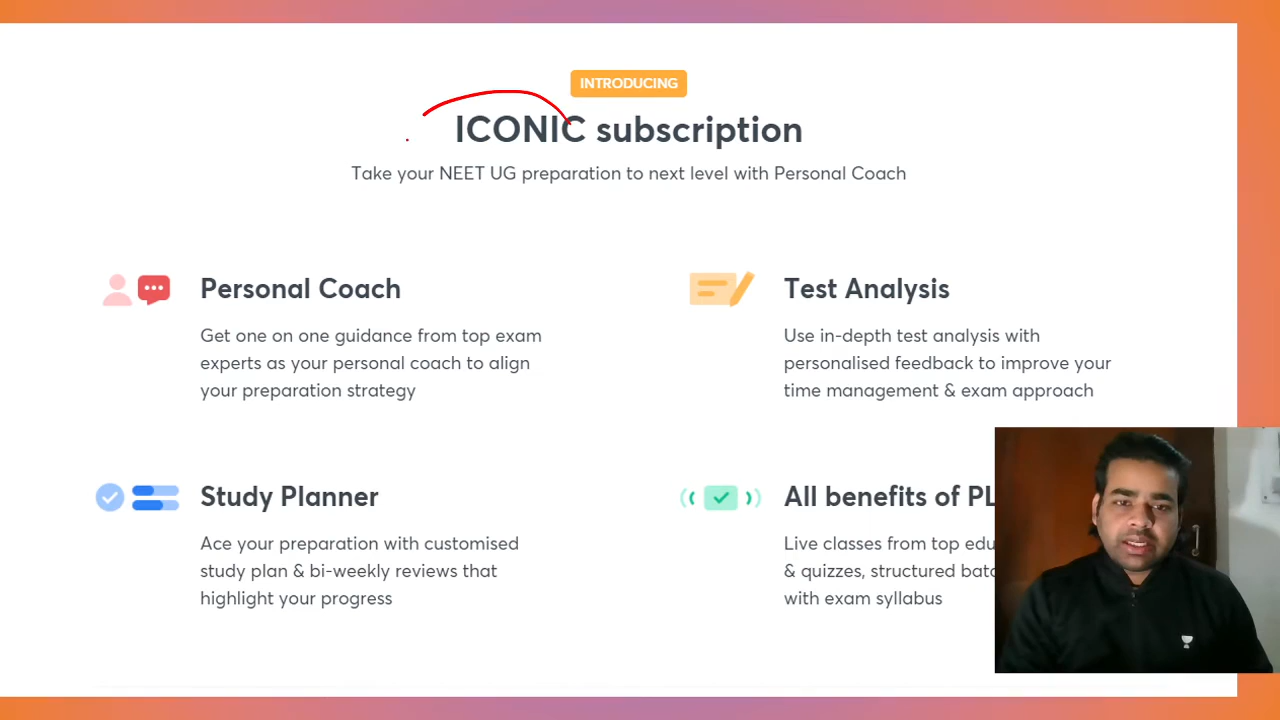 INTRODUCING
ICONIC subscription
Take your NEET UG preparation to next level with Personal Coach
Personal Coach
Get one on one guidance from top exam
experts as your personal coach to align
your preparation strategy
Test Analysis
Use in-depth test analysis with
personalised feedback to improve your
time management & exam approach
Study Planner
Ace your preparation with customised
study plan & bi-weekly reviews that
highlight your progress
All benefits of
Live classes from top
& quizzes, structured
with exam syllabus